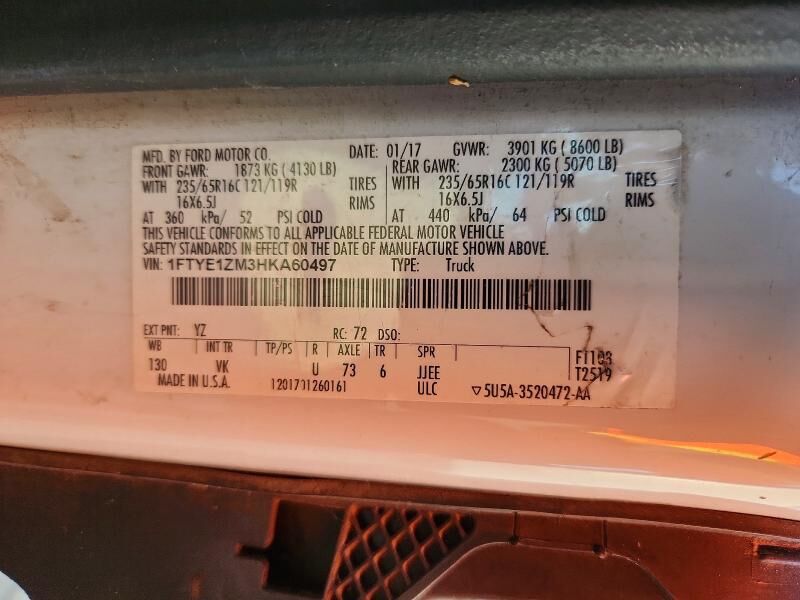 MFD. BY FORD MOTOR CO. DATE: 01/17 GVWR: 3901 KG ( 8600 LB)
FRONT GAWR: 1873 KG ( 4130 LB) REAR GAWR: 2300 KG ( 5070 LB)
WITH 235/65R16C 121/119R TIRES WITH 235/65R16C 121/119R TIRES
16X6.5J RIMS 16X6.5J RIMS
AT 360 kPa/ 52 PSI COLD AT 440 kPa/ 64 PSI COLD
THIS VEHICLE CONFORMS TO ALL APPLICABLE FEDERAL MOTOR VEHICLE
SAFETY STANDARDS IN EFFECT ON THE DATE OF MANUFACTURE SHOWN ABOVE.
VIN: 1FTYE1ZM3HKA60497 TYPE: Truck
EXT PNT: YZ RC: 72 DSO:
WB INT TR TP/PS R AXLE TR SPR
130 VK U 73 6 JJEE F1103
MADE IN U.S.A. 1201701260161 ULC T2519
▽5U5A-3520472-AA